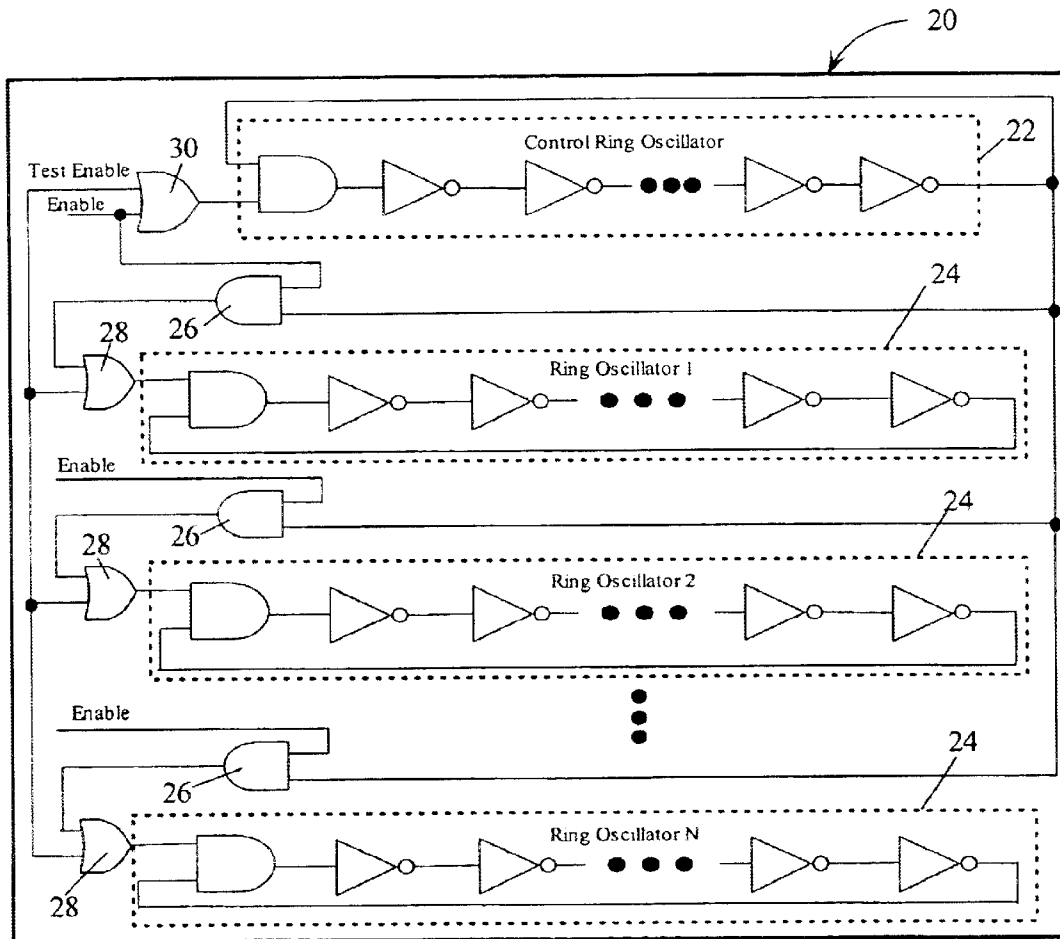 20
30
Control Ring Oscillator
22
Test Enable
Enable
24
26
28
Ring Oscillator 1
Enable
24
26
28
Ring Oscillator 2
Enable
24
26
Ring Oscillator N
28